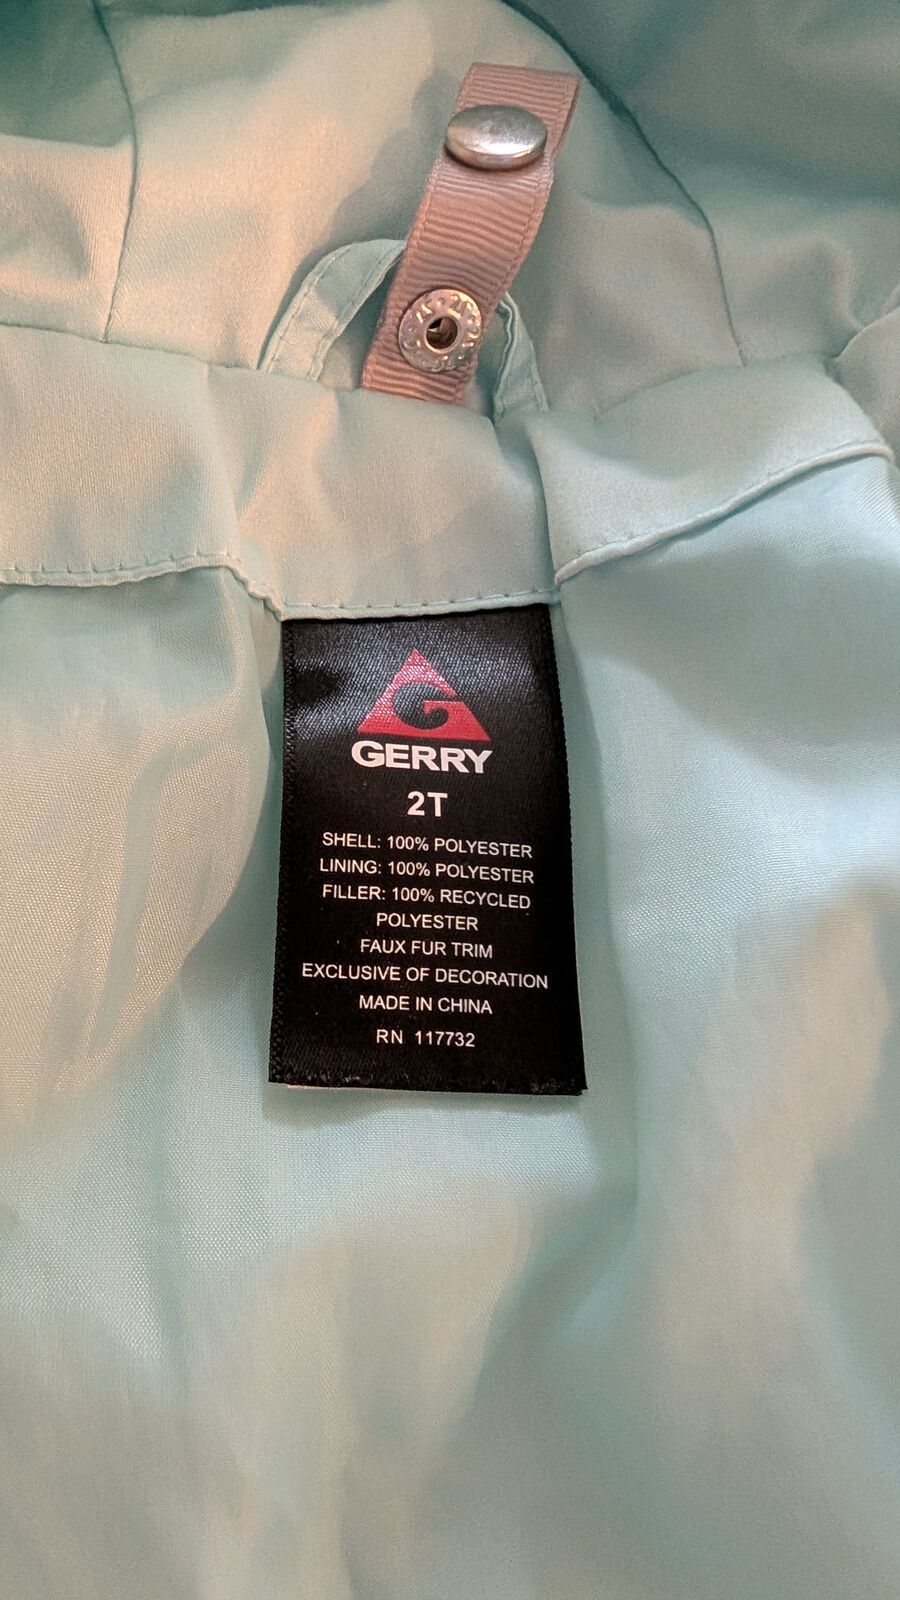 G
GERRY
2T
SHELL: 100% POLYESTER
LINING: 100% POLYESTER
FILLER: 100% RECYCLED
POLYESTER
FAUX FUR TRIM
EXCLUSIVE OF DECORATION
MADE IN CHINA
RN 117732